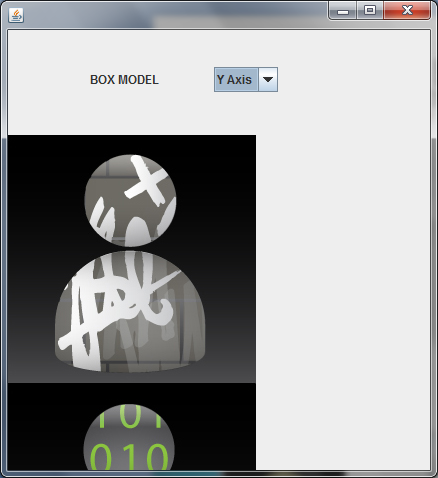 BOX MODEL
Y Axis
101
010